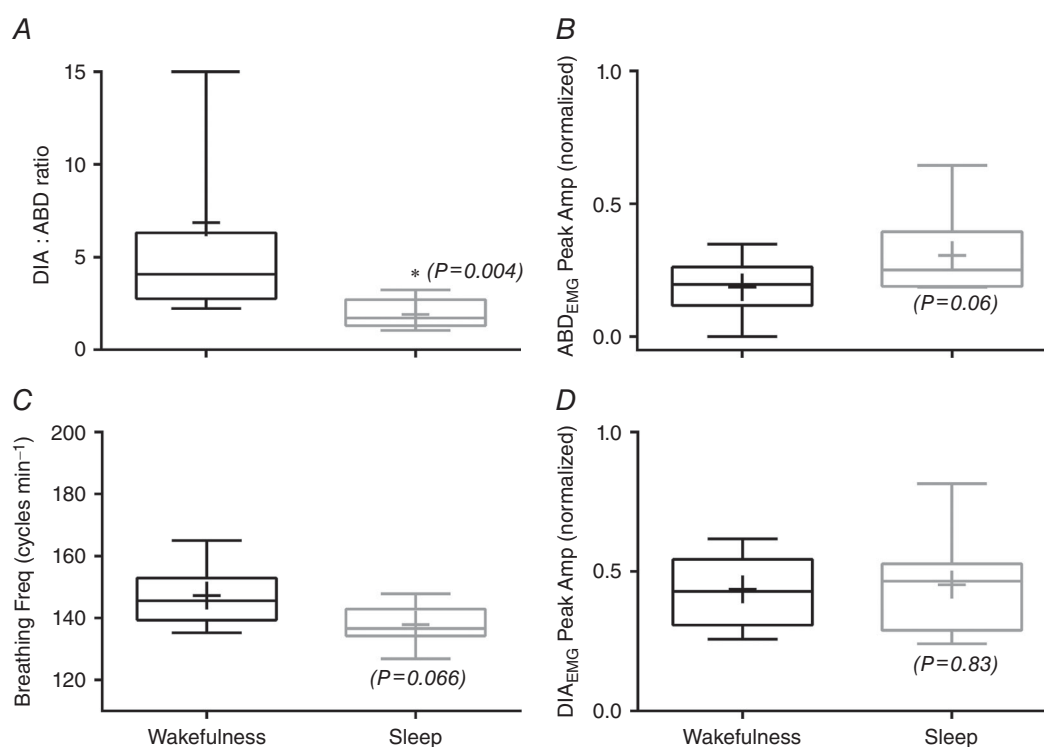 A
DIA : ABD ratio
15
10
5
0
* (P=0.004)
B
ABDEMG Peak Amp (normalized)
1.0
0.5
0.0
(P=0.06)
C
Breathing Freq (cycles min−1)
200
180
160
140
120
(P=0.066)
Wakefulness
Sleep
D
DIAEMG Peak Amp (normalized)
1.0
0.5
0.0
(P=0.83)
Wakefulness
Sleep